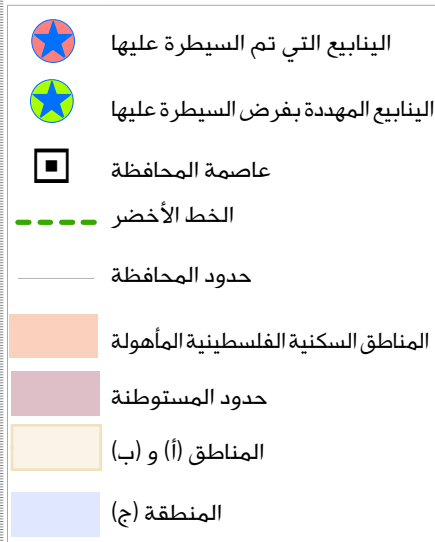 الينابيع التي تم السيطرة عليها
الينابيع المهددة بفرض السيطرة عليها
عاصمة المحافظة
الخط الأخضر
حدود المحافظة
المناطق السكنية الفلسطينية المأهولة
حدود المستوطنة
المناطق (أ) و (ب)
المنطقة (ج)